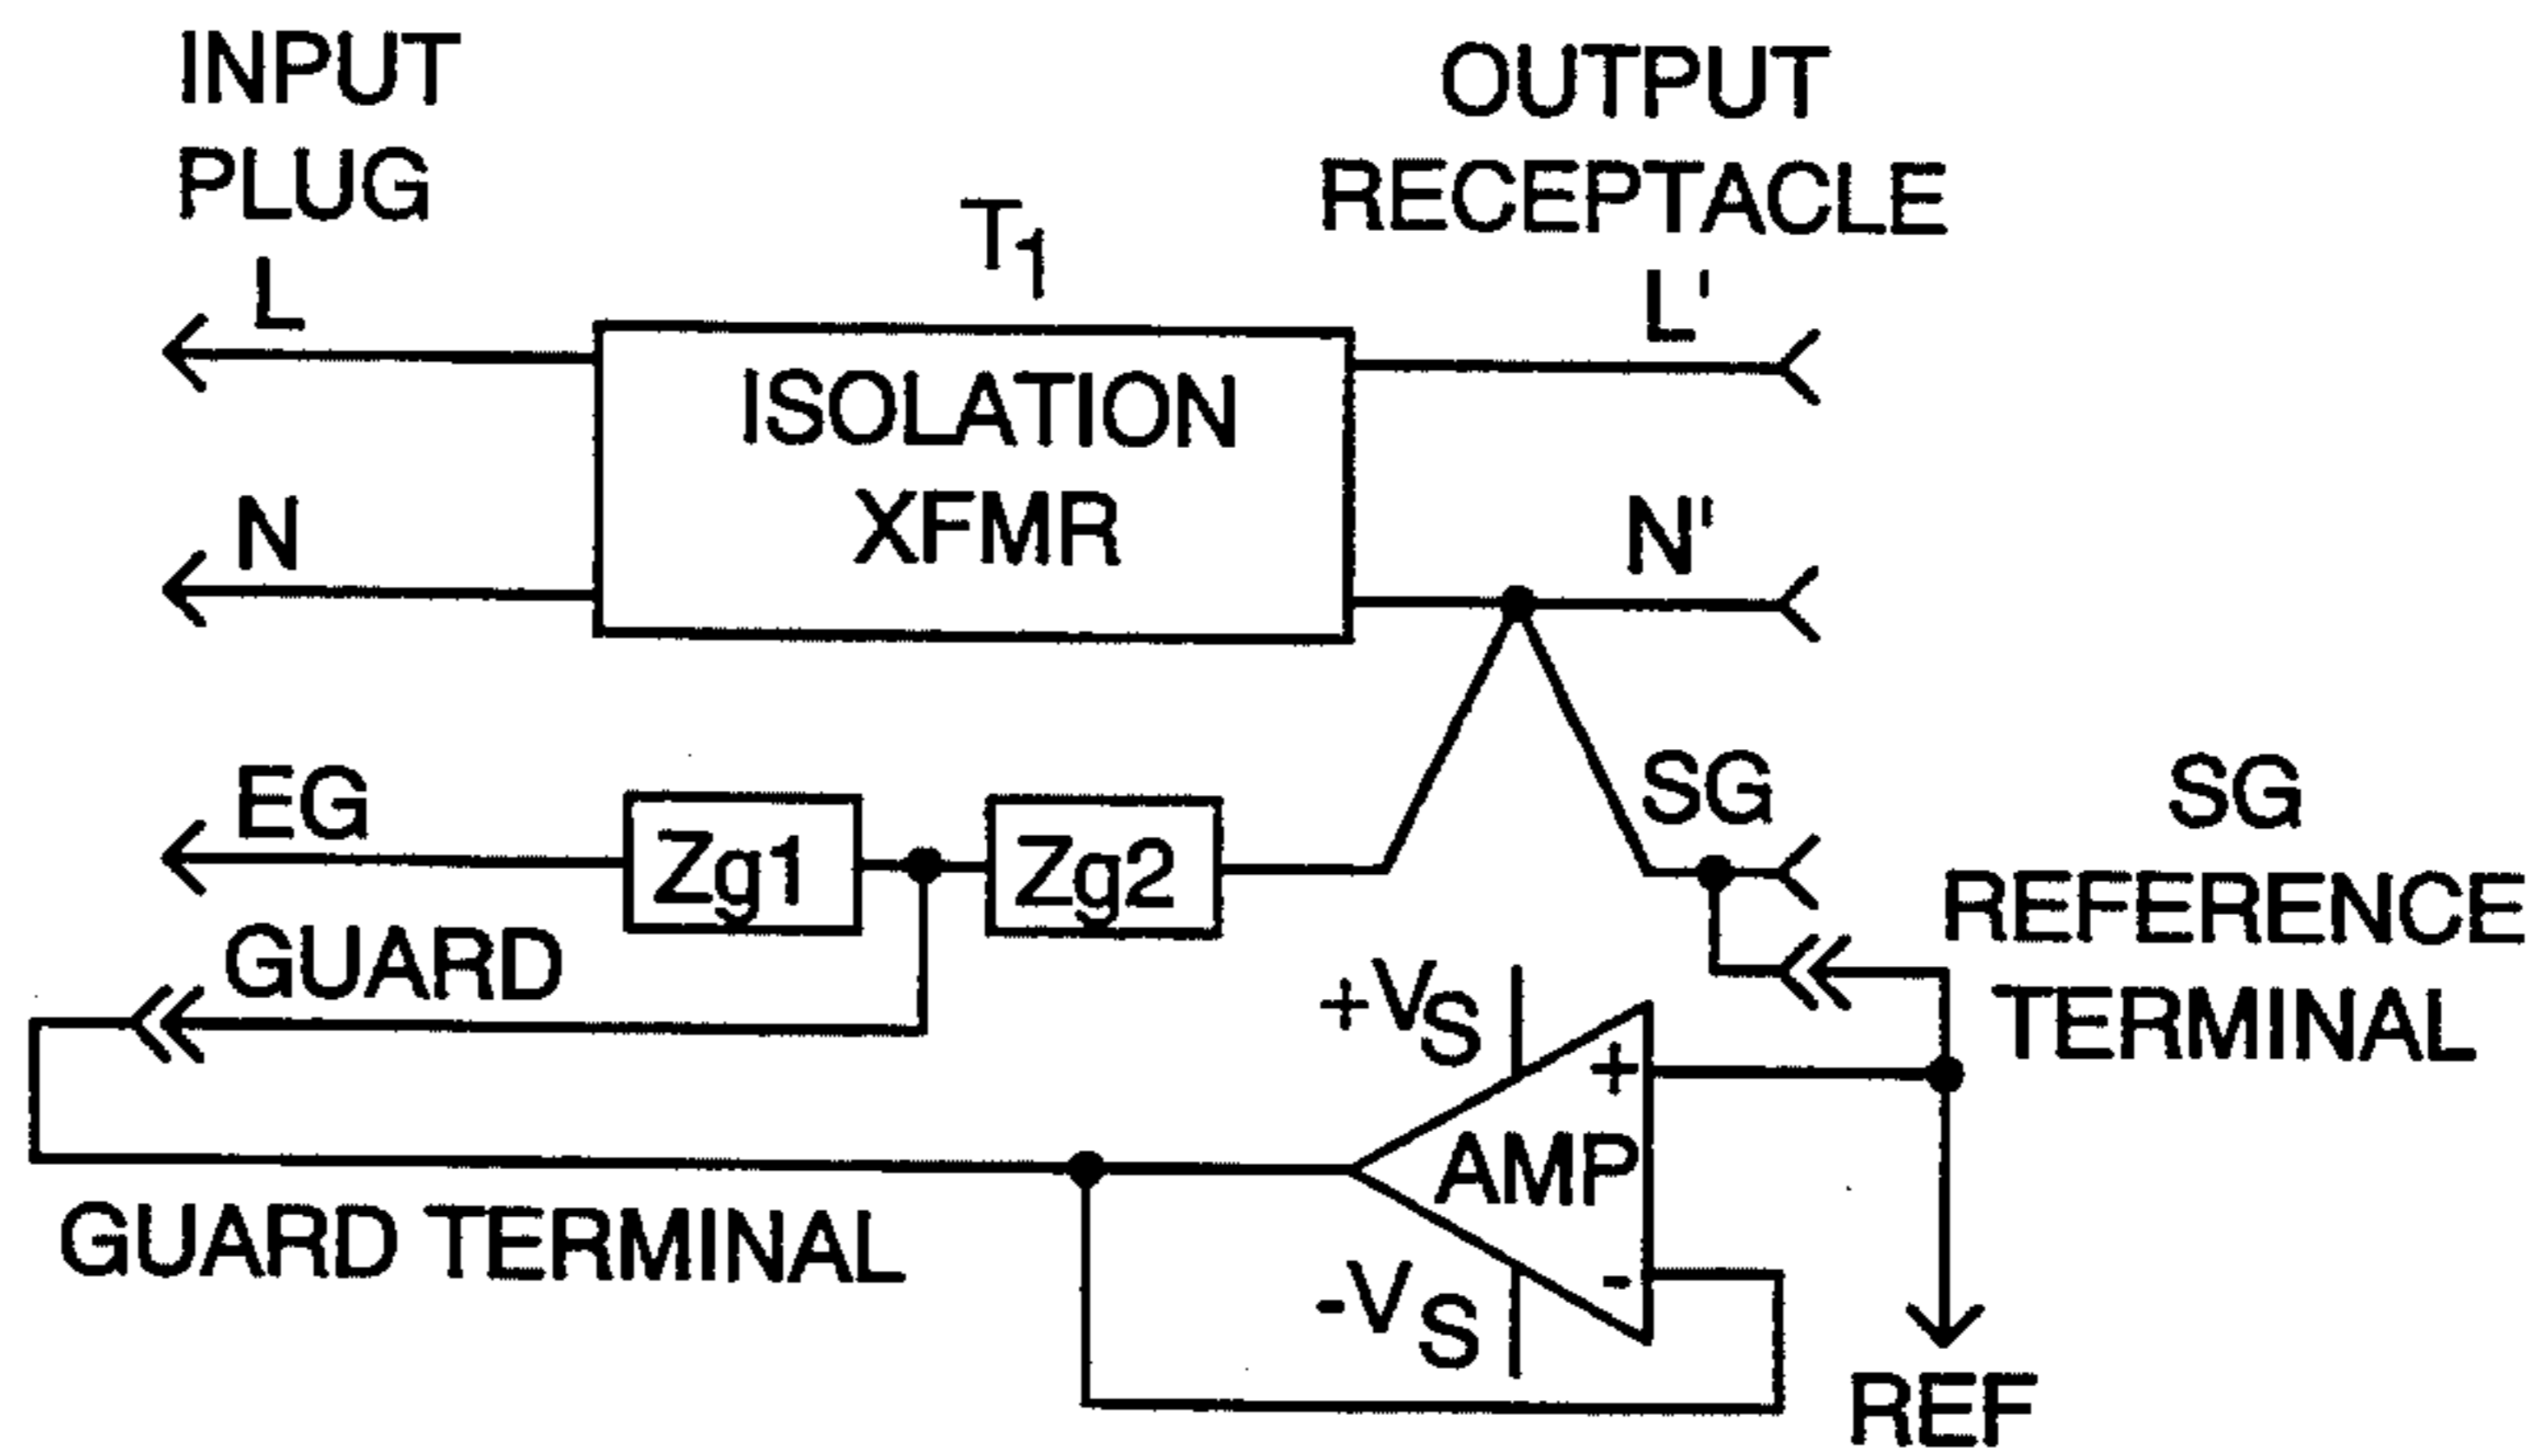 INPUT
PLUG
OUTPUT
RECEPTACLE
T1
L
L'
ISOLATION
XFMR
N
N'
EG
Zg1
Zg2
SG
SG
REFERENCE
TERMINAL
GUARD
+VS
+
AMP
-
-VS
GUARD TERMINAL
REF